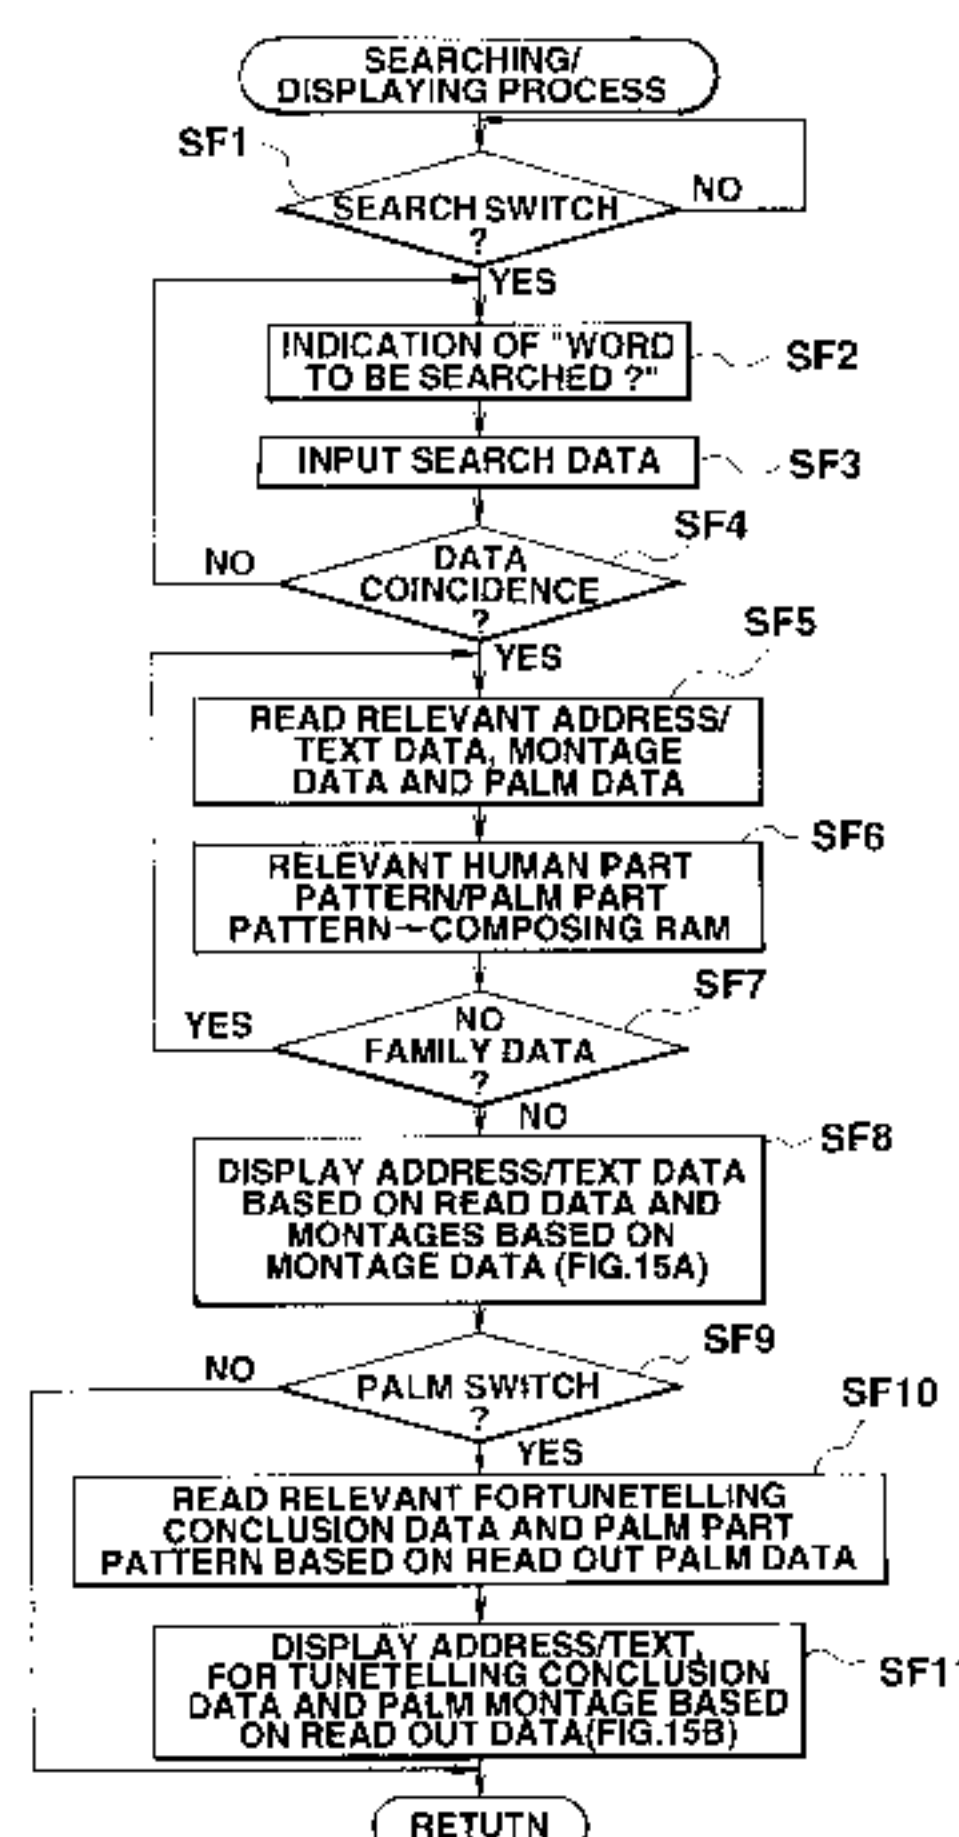 SEARCHING/
DISPLAYING PROCESS
SF1
NO
SEARCH SWITCH
?
YES
INDICATION OF "WORD
TO BE SEARCHED ?"
SF2
INPUT SEARCH DATA
SF3
SF4
NO
DATA
COINCIDENCE
?
YES
SF5
READ RELEVANT ADDRESS/
TEXT DATA, MONTAGE
DATA AND PALM DATA
SF6
RELEVANT HUMAN PART
PATTERN/PALM PART
PATTERN~COMPOSING RAM
SF7
YES
NO
FAMILY DATA
?
NO
SF8
DISPLAY ADDRESS/TEXT DATA
BASED ON READ DATA AND
MONTAGES BASED ON
MONTAGE DATA (FIG.15A)
SF9
NO
PALM SWITCH
?
YES
SF10
READ RELEVANT FORTUNETELLING
CONCLUSION DATA AND PALM PART
PATTERN BASED ON READ OUT PALM DATA
DISPLAY ADDRESS/TEXT,
FOR TUNETELLING CONCLUSION
DATA AND PALM MONTAGE BASED
ON READ OUT DATA(FIG.15B)
SF11
RETUTN